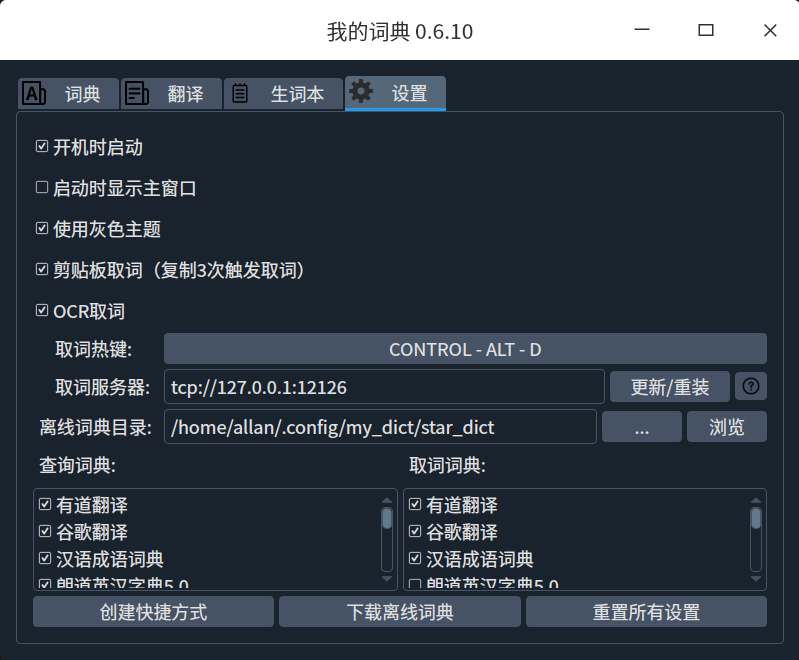 我的词典 0.6.10
词典 翻译 生词本 设置
开机时启动
启动时显示主窗口
使用灰色主题
剪贴板取词（复制3次触发取词）
OCR取词
取词热键: CONTROL - ALT - D
取词服务器: tcp://127.0.0.1:12126 更新/重装
离线词典目录: /home/allan/.config/my_dict/star_dict ... 浏览
查询词典: 取词词典:
有道翻译 有道翻译
谷歌翻译 谷歌翻译
汉语成语词典 汉语成语词典
朗道英汉字典5.0 朗道英汉字典5.0
创建快捷方式 下载离线词典 重置所有设置